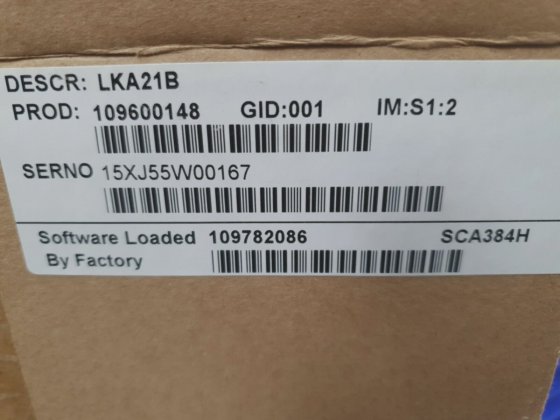 DESCR: LKA21B
PROD: 109600148 GID:001 IM:S1:2
SERNO 15XJ55W00167
Software Loaded 109782086 SCA384H
By Factory